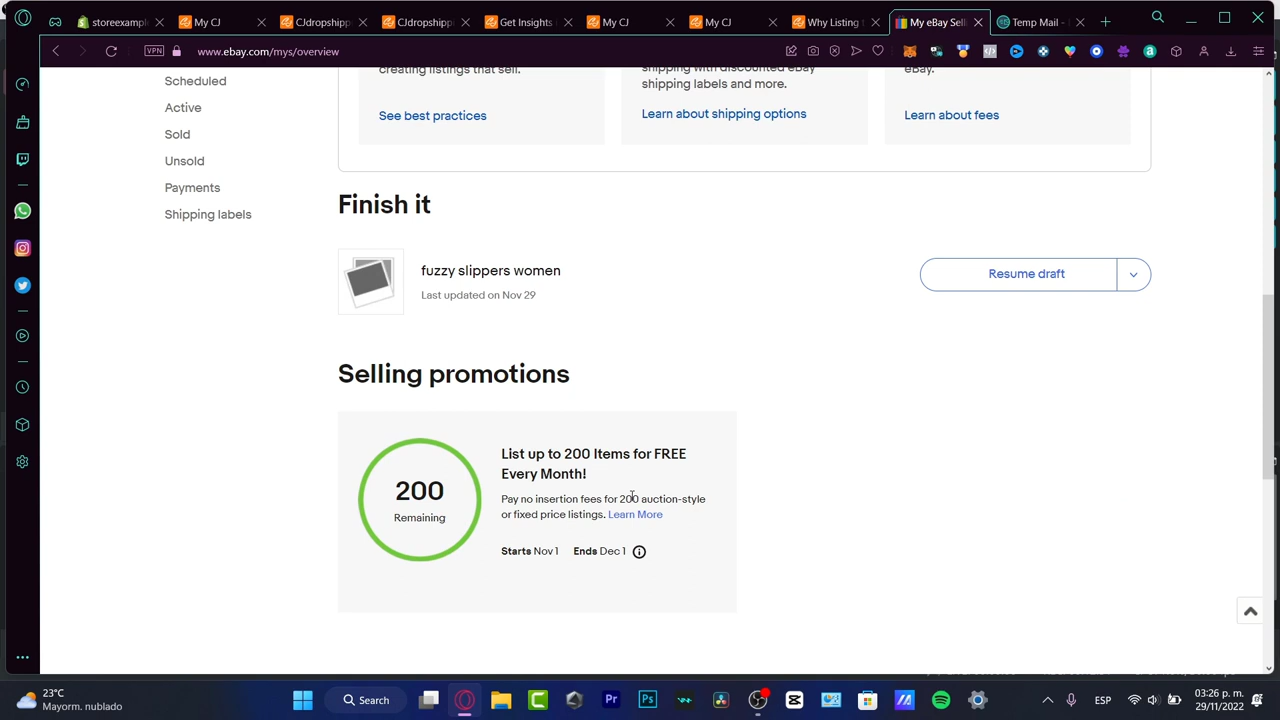 storeexample
My CJ
CJdropshipp
CJdropshippi
Get Insights
My CJ
My CJ
Why Listing t
My eBay Sell
Temp Mail -
VPN
www.ebay.com/mys/overview
Scheduled
Active
Sold
Unsold
Payments
Shipping labels
creating listings that sell.
See best practices
shipping with discounted eBay
shipping labels and more.
Learn about shipping options
eBay.
Learn about fees
Finish it
fuzzy slippers women
Last updated on Nov 29
Resume draft
Selling promotions
200
Remaining
List up to 200 Items for FREE
Every Month!
Pay no insertion fees for 200 auction-style
or fixed price listings. Learn More
Starts Nov 1 Ends Dec 1
23°C
Mayorm. nublado
Search
Pr
Ps
ESP
03:26 p. m.
29/11/2022